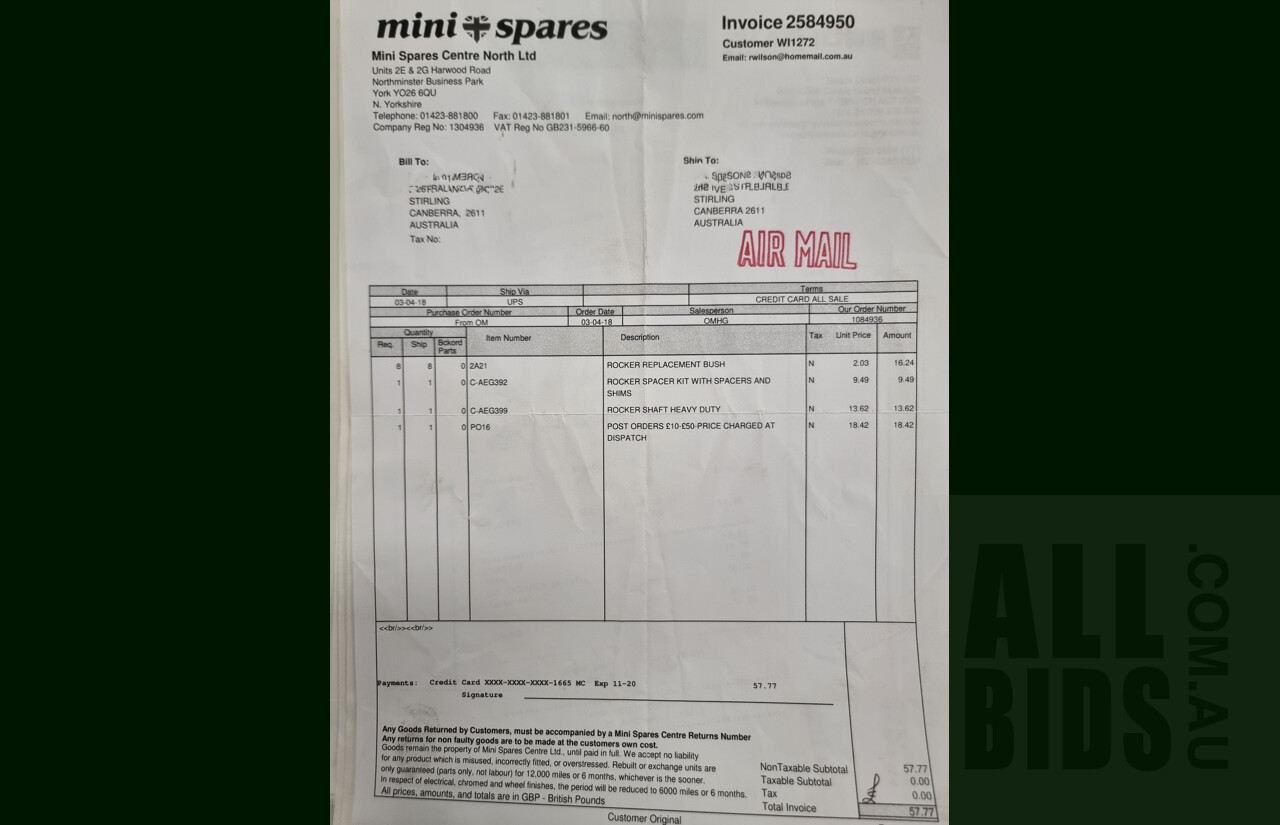 mini spares
Invoice 2584950
Customer WI1272
Email: rwilson@homemail.com.au
Mini Spares Centre North Ltd
Units 2E & 2G Harwood Road
Northminster Business Park
York YO26 6QU
N. Yorkshire
Telephone: 01423-881800 Fax: 01423-881801 Email: north@minispares.com
Company Reg No: 1304936 VAT Reg No GB231-5966-60
Bill To:
STIRLING
CANBERRA, 2611
AUSTRALIA
Tax No:
Ship To:
STIRLING
CANBERRA 2611
AUSTRALIA
AIR MAIL
Date Ship Via Terms
03-04-18 UPS CREDIT CARD ALL SALE
Purchase Order Number Order Date Salesperson Our Order Number
From OM 03-04-18 OMHG 1084936
Quantity Item Number Description Tax Unit Price Amount
Req. Ship Bckord Parts
8 8 0 2A21 ROCKER REPLACEMENT BUSH N 2.03 16.24
1 1 0 C-AEG392 ROCKER SPACER KIT WITH SPACERS AND N 9.49 9.49
SHIMS
1 1 0 C-AEG399 ROCKER SHAFT HEAVY DUTY N 13.62 13.62
1 1 0 PO16 POST ORDERS £10-£50-PRICE CHARGED AT N 18.42 18.42
DISPATCH
<<br/>><<br/>>
Payments: Credit Card XXXX-XXXX-XXXX-1665 MC Exp 11-20 57.77
Signature
Any Goods Returned by Customers, must be accompanied by a Mini Spares Centre Returns Number
Any returns for non faulty goods are to be made at the customers own cost.
Goods remain the property of Mini Spares Centre Ltd., until paid in full. We accept no liability
for any product which is misused, incorrectly fitted, or overstressed. Rebuilt or exchange units are
only guaranteed (parts only, not labour) for 12,000 miles or 6 months, whichever is the sooner.
In respect of electrical, chromed and wheel finishes, the period will be reduced to 6000 miles or 6 months.
All prices, amounts, and totals are in GBP - British Pounds
NonTaxable Subtotal 57.77
Taxable Subtotal 0.00
Tax 0.00
Total Invoice 57.77
Customer Original
ALL
BIDS
.COM.AU